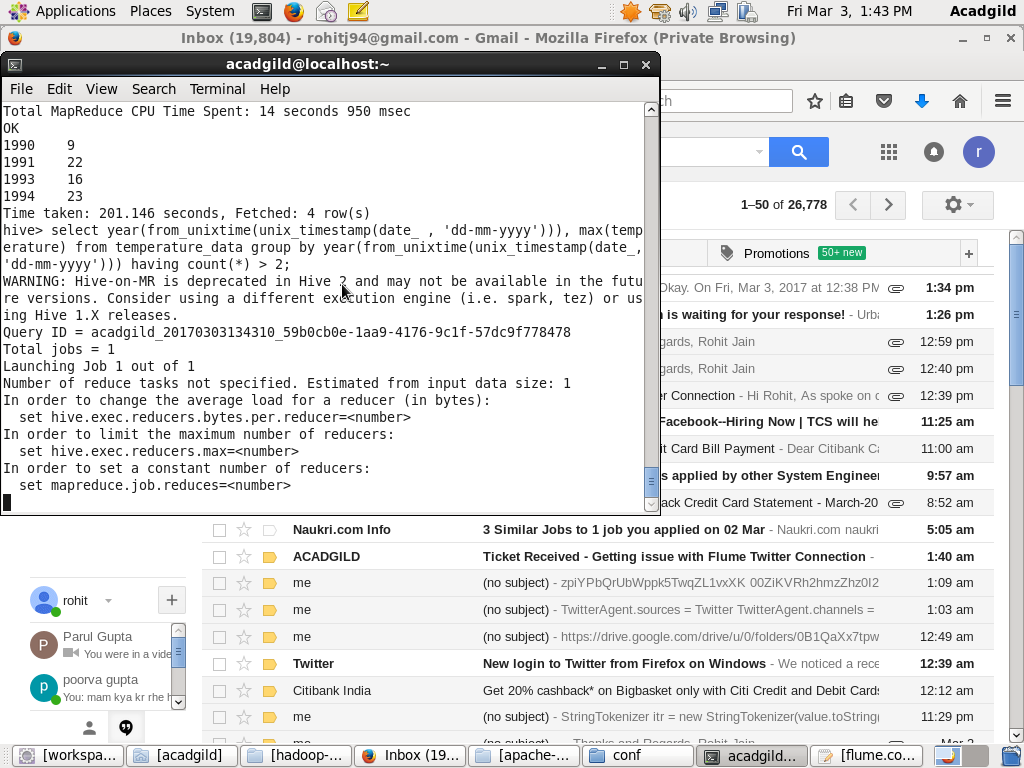 Applications Places System Fri Mar 3, 1:43 PM Acadgild
Inbox (19,804) - rohitj94@gmail.com - Gmail - Mozilla Firefox (Private Browsing)
acadgild@localhost:~
File Edit View Search Terminal Help
Total MapReduce CPU Time Spent: 14 seconds 950 msec
OK
1990 9
1991 22
1993 16
1994 23
Time taken: 201.146 seconds, Fetched: 4 row(s)
hive> select year(from_unixtime(unix_timestamp(date_ , 'dd-mm-yyyy'))), max(temp
erature) from temperature_data group by year(from_unixtime(unix_timestamp(date_,
'dd-mm-yyyy'))) having count(*) > 2;
WARNING: Hive-on-MR is deprecated in Hive 2 and may not be available in the futu
re versions. Consider using a different execution engine (i.e. spark, tez) or us
ing Hive 1.X releases.
Query ID = acadgild_20170303134310_59b0cb0e-1aa9-4176-9c1f-57dc9f778478
Total jobs = 1
Launching Job 1 out of 1
Number of reduce tasks not specified. Estimated from input data size: 1
In order to change the average load for a reducer (in bytes):
set hive.exec.reducers.bytes.per.reducer=<number>
In order to limit the maximum number of reducers:
set hive.exec.reducers.max=<number>
In order to set a constant number of reducers:
set mapreduce.job.reduces=<number>
ch
r
1–50 of 26,778
Promotions 50+ new +
Okay. On Fri, Mar 3, 2017 at 12:38 PM 1:34 pm
n is waiting for your response! - Urba 1:26 pm
gards, Rohit Jain 12:59 pm
gards, Rohit Jain 12:40 pm
er Connection - Hi Rohit, As spoke on c 12:39 pm
Facebook--Hiring Now | TCS will he 11:25 am
it Card Bill Payment - Dear Citibank Ca 11:00 am
s applied by other System Engineer 9:57 am
ack Credit Card Statement - March-20 8:52 am
Naukri.com Info 3 Similar Jobs to 1 job you applied on 02 Mar - Naukri.com naukri 5:05 am
ACADGILD Ticket Received - Getting issue with Flume Twitter Connection - 1:40 am
me (no subject) - zpiYPbQrUbWppk5TwqZL1vxXK 00ZiKVRh2hmzZhz0I2 1:09 am
me (no subject) - TwitterAgent.sources = Twitter TwitterAgent.channels = 1:03 am
me (no subject) - https://drive.google.com/drive/u/0/folders/0B1QaXx7tpw 12:49 am
Twitter New login to Twitter from Firefox on Windows - We noticed a rece 12:39 am
Citibank India Get 20% cashback* on Bigbasket only with Citi Credit and Debit Cards 12:12 am
me (no subject) - StringTokenizer itr = new StringTokenizer(value.toString( 11:29 pm
rohit +
P Parul Gupta
You were in a vide
p poorva gupta
You: mam kya kr rhe h
[workspa... [acadgild] [hadoop-... Inbox (19... [apache-... conf acadgild... [flume.co...